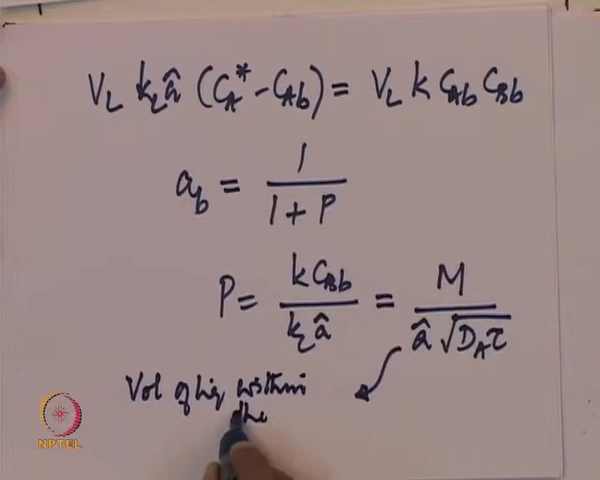 V_L k_L â (C_A* - C_Ab) = V_L k C_Ab C_Bb
a_b = 1 / (1 + P)
P = k C_Bb / (k_L â) = M / (â √(D_A τ))
Vol of liq within
the
NPTEL